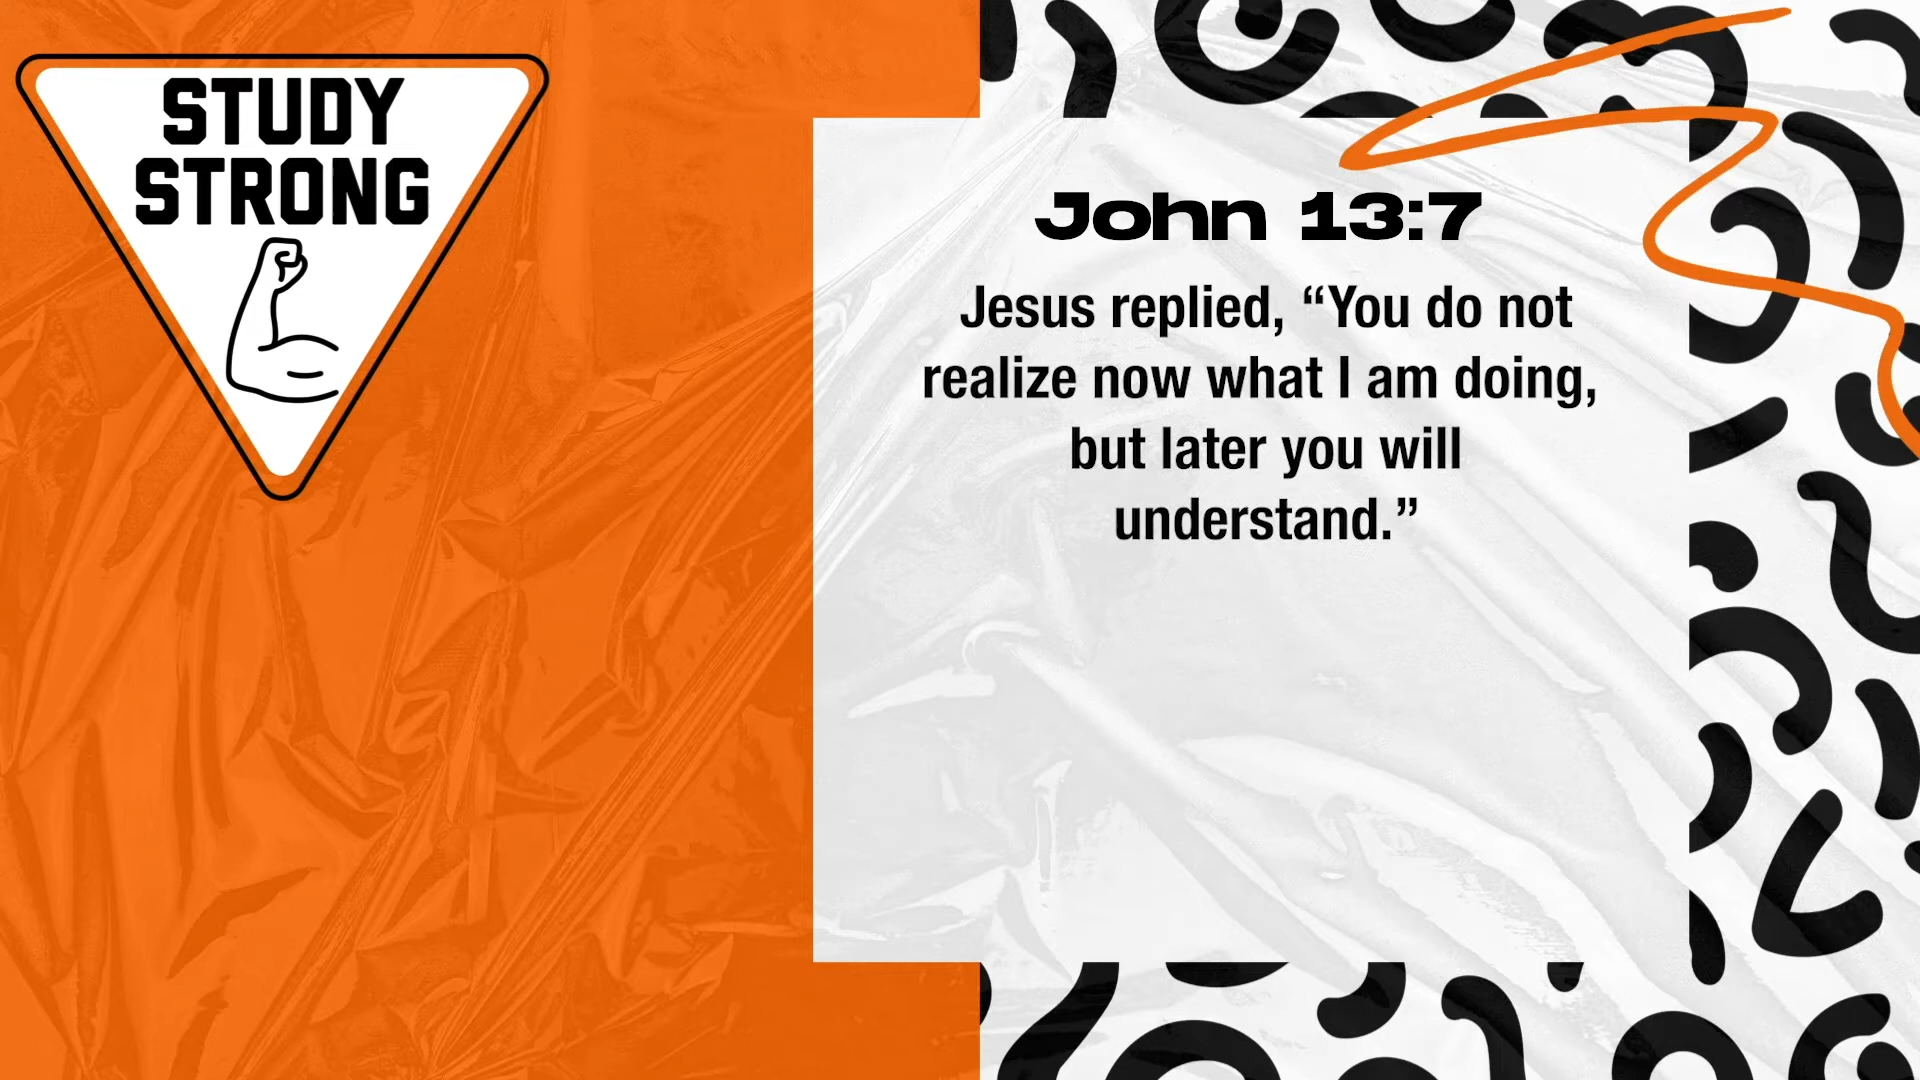 STUDY
STRONG
John 13:7
Jesus replied, “You do not
realize now what I am doing,
but later you will
understand.”